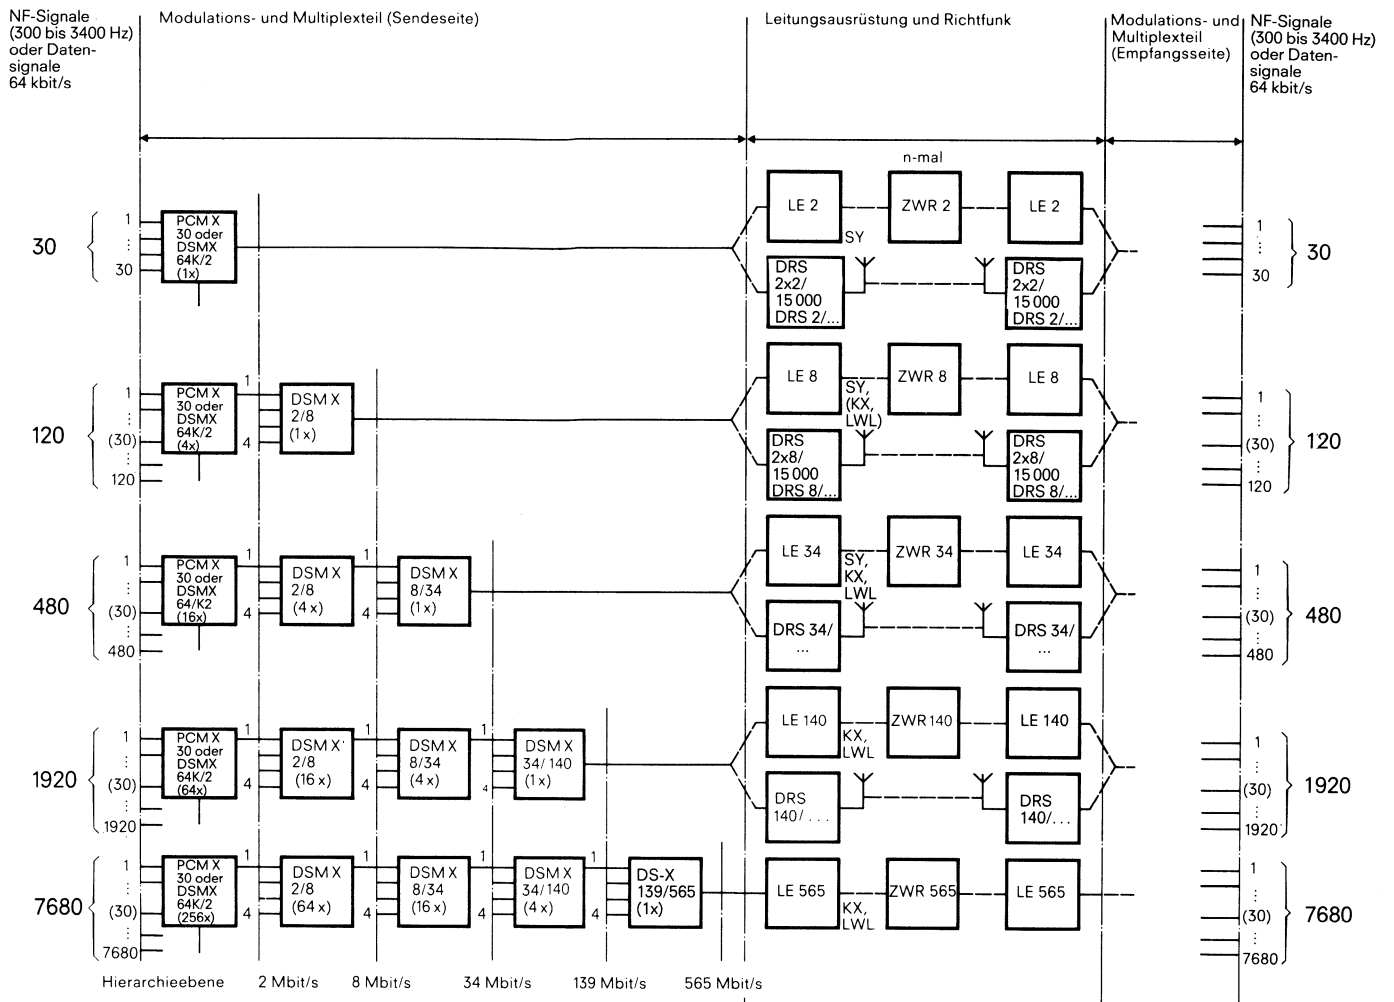 NF-Signale
(300 bis 3400 Hz)
oder Daten-
signale
64 kbit/s
Modulations- und Multiplexteil (Sendeseite)
Leitungsausrüstung und Richtfunk
Modulations- und
Multiplexteil
(Empfangsseite)
NF-Signale
(300 bis 3400 Hz)
oder Daten-
signale
64 kbit/s
n-mal
30
1
⋮
30
PCM X
30 oder
DSMX
64K/2
(1x)
LE 2
ZWR 2
LE 2
SY
DRS
2x2/
15 000
DRS 2/...
DRS
2x2/
15 000
DRS 2/...
1
⋮
30
30
120
1
⋮
(30)
⋮
120
PCM X
30 oder
DSMX
64K/2
(4x)
1
4
DSM X
2/8
(1x)
LE 8
ZWR 8
LE 8
SY,
(KX,
LWL)
DRS
2x8/
15 000
DRS 8/...
DRS
2x8/
15 000
DRS 8/...
1
⋮
(30)
⋮
120
120
480
1
⋮
(30)
⋮
480
PCM X
30 oder
DSMX
64/K2
(16x)
1
4
DSM X
2/8
(4 x)
1
4
DSM X
8/34
(1x)
LE 34
ZWR 34
LE 34
SY,
KX,
LWL
DRS 34/
...
DRS 34/
...
1
⋮
(30)
⋮
480
480
1920
1
⋮
(30)
⋮
1920
PCM X
30 oder
DSMX
64K/2
(64x)
1
4
DSM X
2/8
(16 x)
1
4
DSM X
8/34
(4 x)
1
4
DSM X
34/140
(1x)
LE 140
ZWR 140
LE 140
KX,
LWL
DRS
140/ . . .
DRS
140/...
1
⋮
(30)
⋮
1920
1920
7680
1
⋮
(30)
⋮
7680
PCM X
30 oder
DSMX
64K/2
(256x)
1
4
DSM X
2/8
(64 x)
1
4
DSM X
8/34
(16 x)
1
4
DSM X
34/140
(4 x)
1
4
DS-X
139/565
(1x)
LE 565
ZWR 565
LE 565
KX,
LWL
1
⋮
(30)
⋮
7680
7680
Hierarchieebene
2 Mbit/s
8 Mbit/s
34 Mbit/s
139 Mbit/s
565 Mbit/s